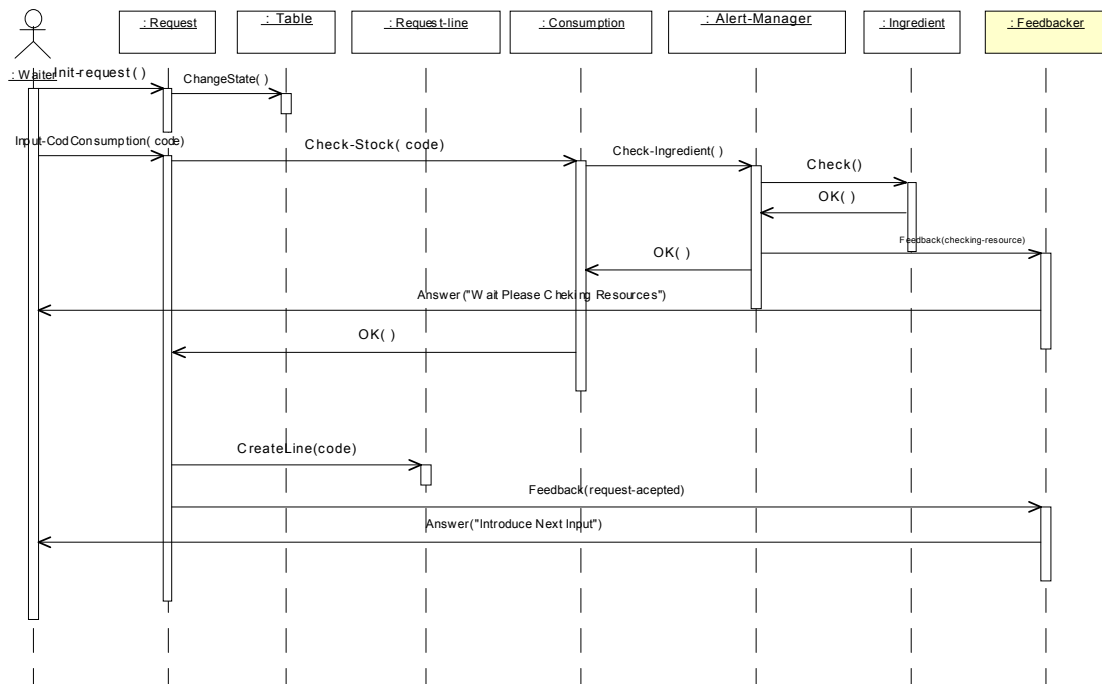 : Request
: Table
: Request-line
: Consumption
: Alert-Manager
: Ingredient
: Feedbacker
: Waiter
Init-request( )
ChangeState( )
Input-CodConsumption( code)
Check-Stock( code)
Check-Ingredient( )
Check()
OK( )
Feedback(checking-resource)
OK( )
Answer("Wait Please Cheking Resources")
OK( )
CreateLine(code)
Feedback(request-acepted)
Answer("Introduce Next Input")